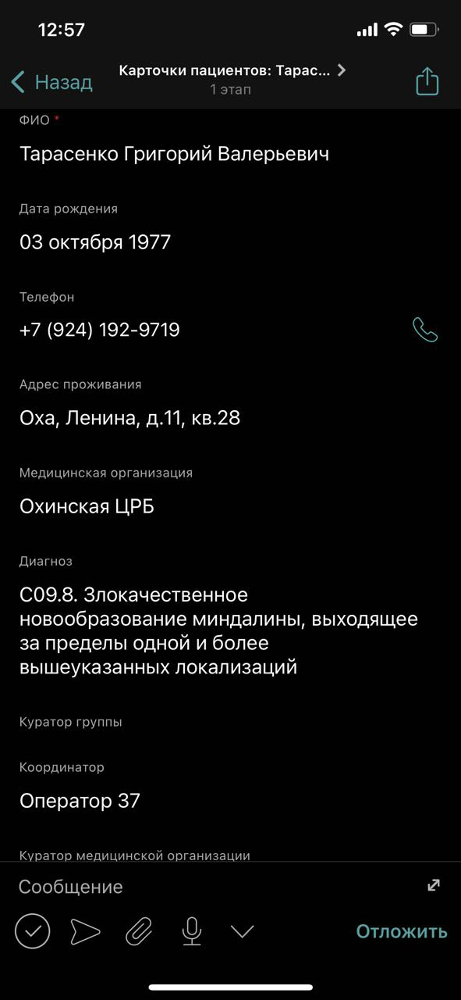 12:57
Назад
Карточки пациентов: Тарас...
1 этап
ФИО *
Тарасенко Григорий Валерьевич
Дата рождения
03 октября 1977
Телефон
+7 (924) 192-9719
Адрес проживания
Оха, Ленина, д.11, кв.28
Медицинская организация
Охинская ЦРБ
Диагноз
C09.8. Злокачественное
новообразование миндалины, выходящее
за пределы одной и более
вышеуказанных локализаций
Куратор группы
Координатор
Оператор 37
Куратор медицинской организации
Сообщение
Отложить